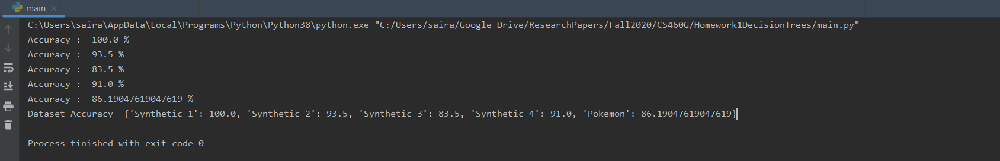 main
C:\Users\saira\AppData\Local\Programs\Python\Python38\python.exe "C:/Users/saira/Google Drive/ResearchPapers/Fall2020/CS460G/Homework1DecisionTrees/main.py"
Accuracy :  100.0 %
Accuracy :  93.5 %
Accuracy :  83.5 %
Accuracy :  91.0 %
Accuracy :  86.19047619047619 %
Dataset Accuracy  {'Synthetic 1': 100.0, 'Synthetic 2': 93.5, 'Synthetic 3': 83.5, 'Synthetic 4': 91.0, 'Pokemon': 86.19047619047619}
Process finished with exit code 0